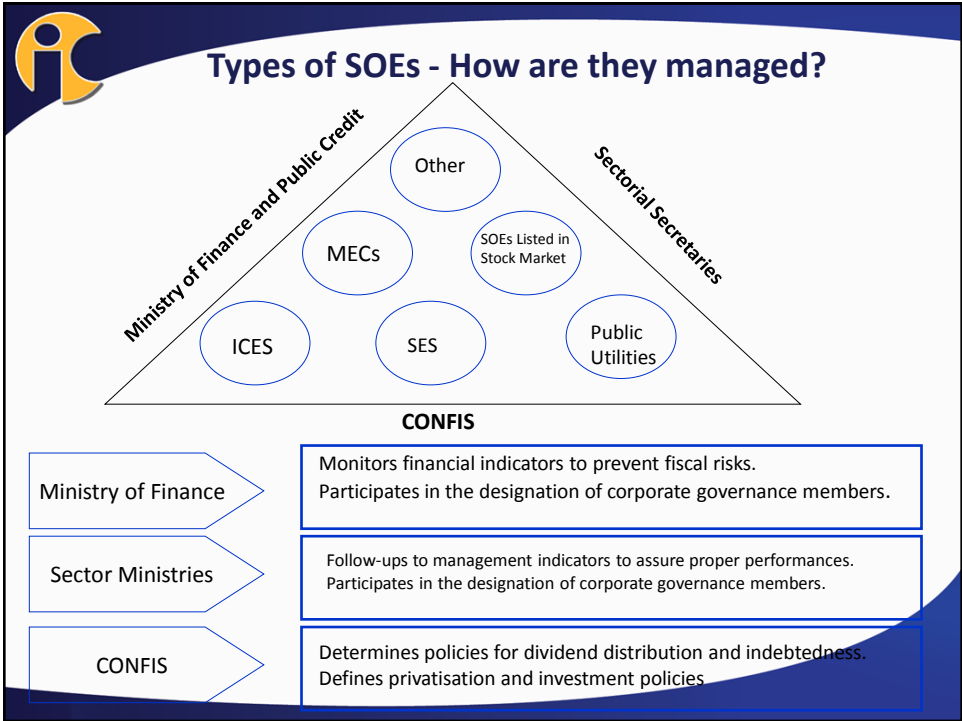 ic
Types of SOEs - How are they managed?
Ministry of Finance and Public Credit
Sectorial Secretaries
Other
MECs
SOEs Listed in
Stock Market
ICES
SES
Public
Utilities
CONFIS
Ministry of Finance
Monitors financial indicators to prevent fiscal risks.
Participates in the designation of corporate governance members.
Sector Ministries
Follow-ups to management indicators to assure proper performances.
Participates in the designation of corporate governance members.
CONFIS
Determines policies for dividend distribution and indebtedness.
Defines privatisation and investment policies